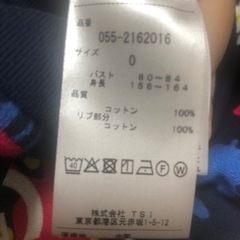 品番
055-2162016
サイズ
0
バスト 80~84
身長 156~164
品質
コットン 100%
リブ部分
コットン 100%
40
P
W
株式会社 TSI
東京都港区元赤坂1-5-12